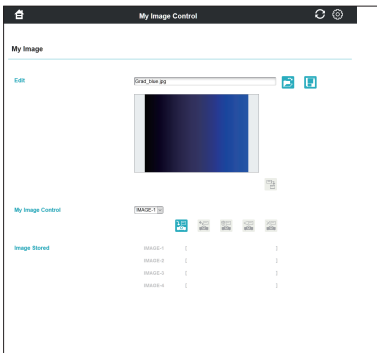 My Image Control
My Image
Edit
Grad_blue.jpg
My Image Control
IMAGE-1
Image Stored
IMAGE-1 [ ]
IMAGE-2 [ ]
IMAGE-3 [ ]
IMAGE-4 [ ]